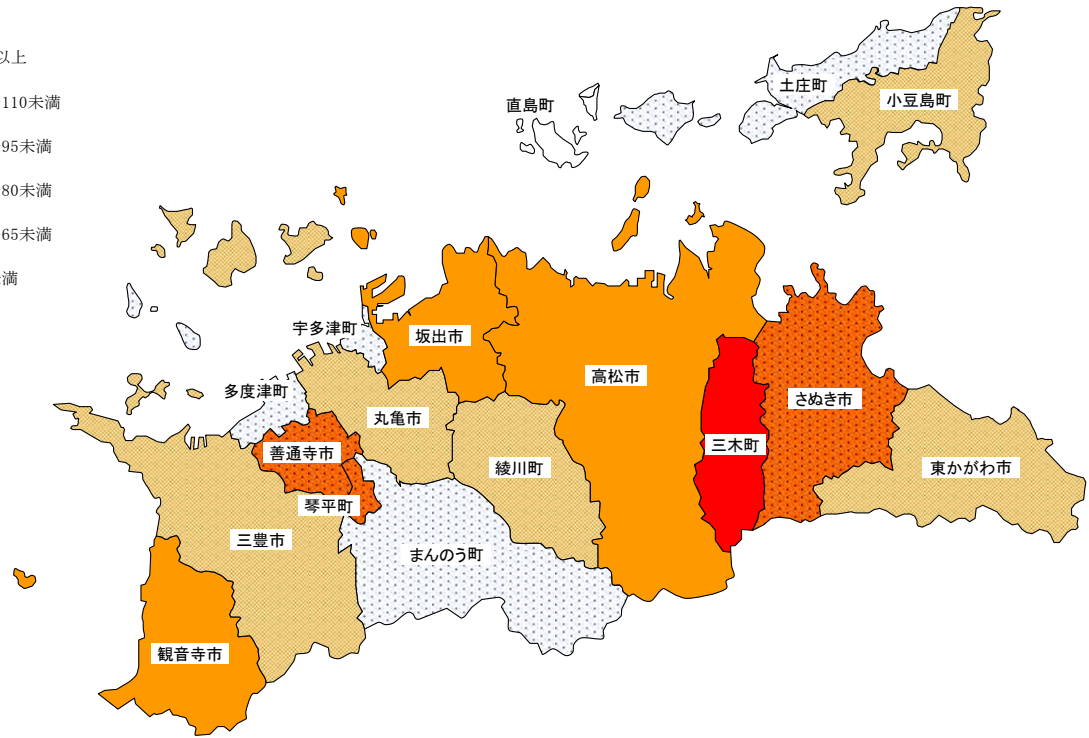 以上
110未満
95未満
80未満
65未満
満
土庄町
小豆島町
直島町
宇多津町
坂出市
高松市
多度津町
さぬき市
丸亀市
三木町
善通寺市
綾川町
東かがわ市
琴平町
三豊市
まんのう町
観音寺市